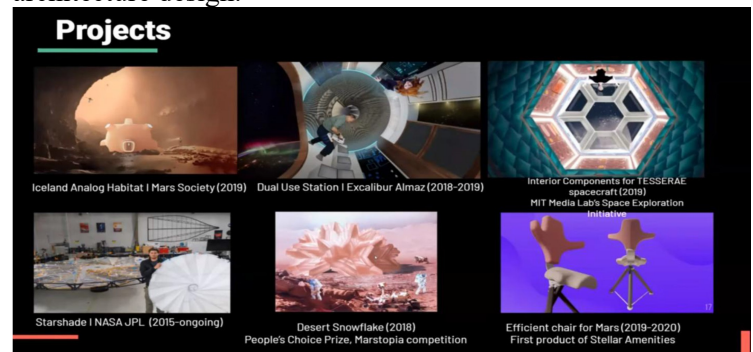 architecture design.
Projects
Iceland Analog Habitat I Mars Society (2019)
Dual Use Station I Excalibur Almaz (2018-2019)
Interior Components for TESSERAE
spacecraft (2019)
MIT Media Lab's Space Exploration
Initiative
Starshade I NASA JPL (2015-ongoing)
Desert Snowflake (2018)
People's Choice Prize, Marstopia competition
Efficient chair for Mars (2019-2020)
First product of Stellar Amenities
17